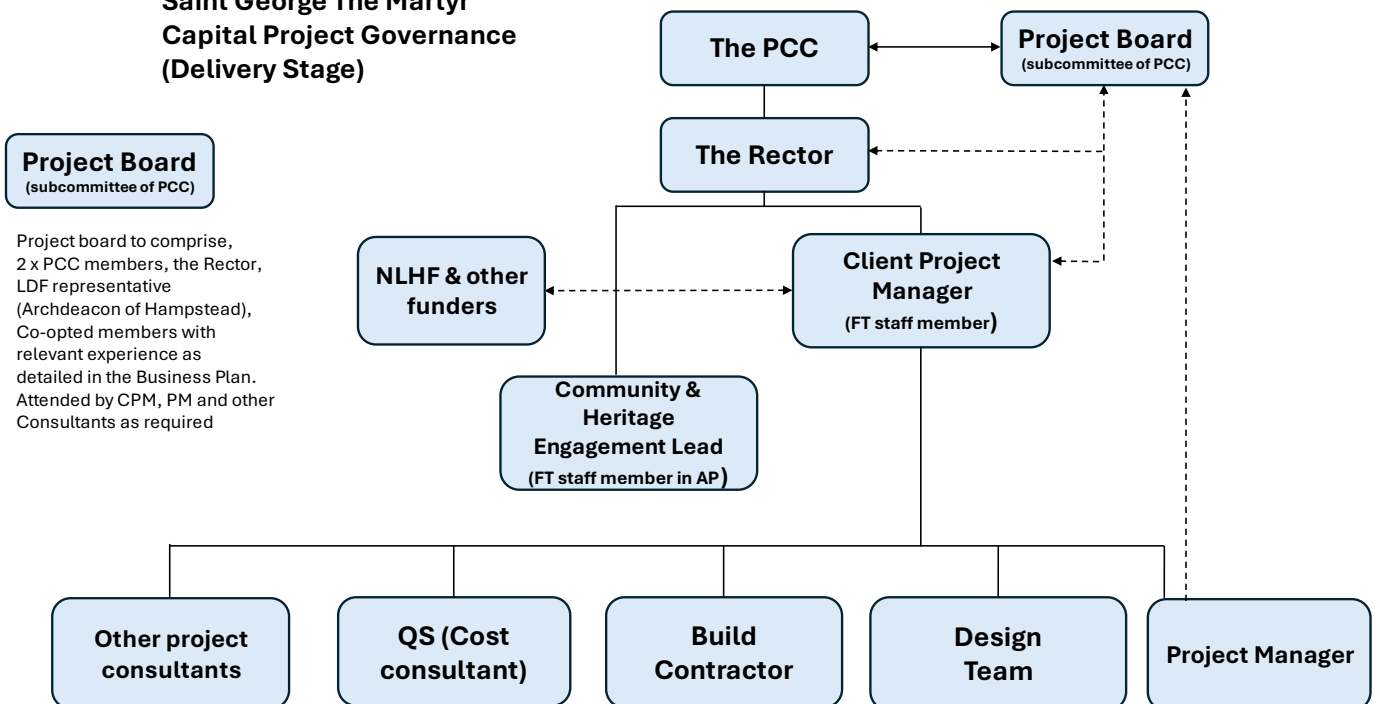 Saint George The Martyr
Capital Project Governance
(Delivery Stage)
The PCC
Project Board
(subcommittee of PCC)
The Rector
Project Board
(subcommittee of PCC)
Project board to comprise,
2 x PCC members, the Rector,
LDF representative
(Archdeacon of Hampstead),
Co-opted members with
relevant experience as
detailed in the Business Plan.
Attended by CPM, PM and other
Consultants as required
NLHF & other
funders
Client Project
Manager
(FT staff member)
Community &
Heritage
Engagement Lead
(FT staff member in AP)
Other project
consultants
QS (Cost
consultant)
Build
Contractor
Design
Team
Project Manager